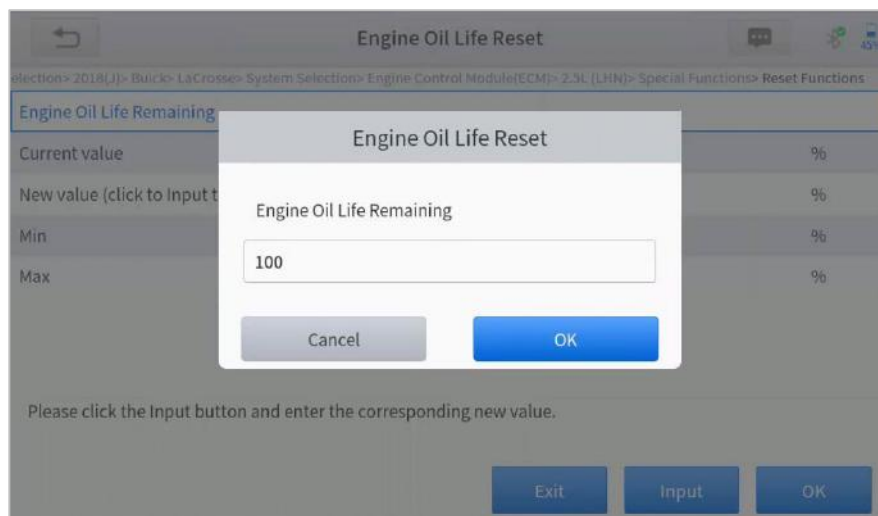 Engine Oil Life Reset
45%
election> 2018(J)> Buick> LaCrosse> System Selection> Engine Control Module(ECM)> 2.5L (LHN)> Special Functions> Reset Functions
Engine Oil Life Remaining
Current value %
New value (click to Input t %
Min %
Max %
Engine Oil Life Reset
Engine Oil Life Remaining
100
Cancel OK
Please click the Input button and enter the corresponding new value.
Exit Input OK